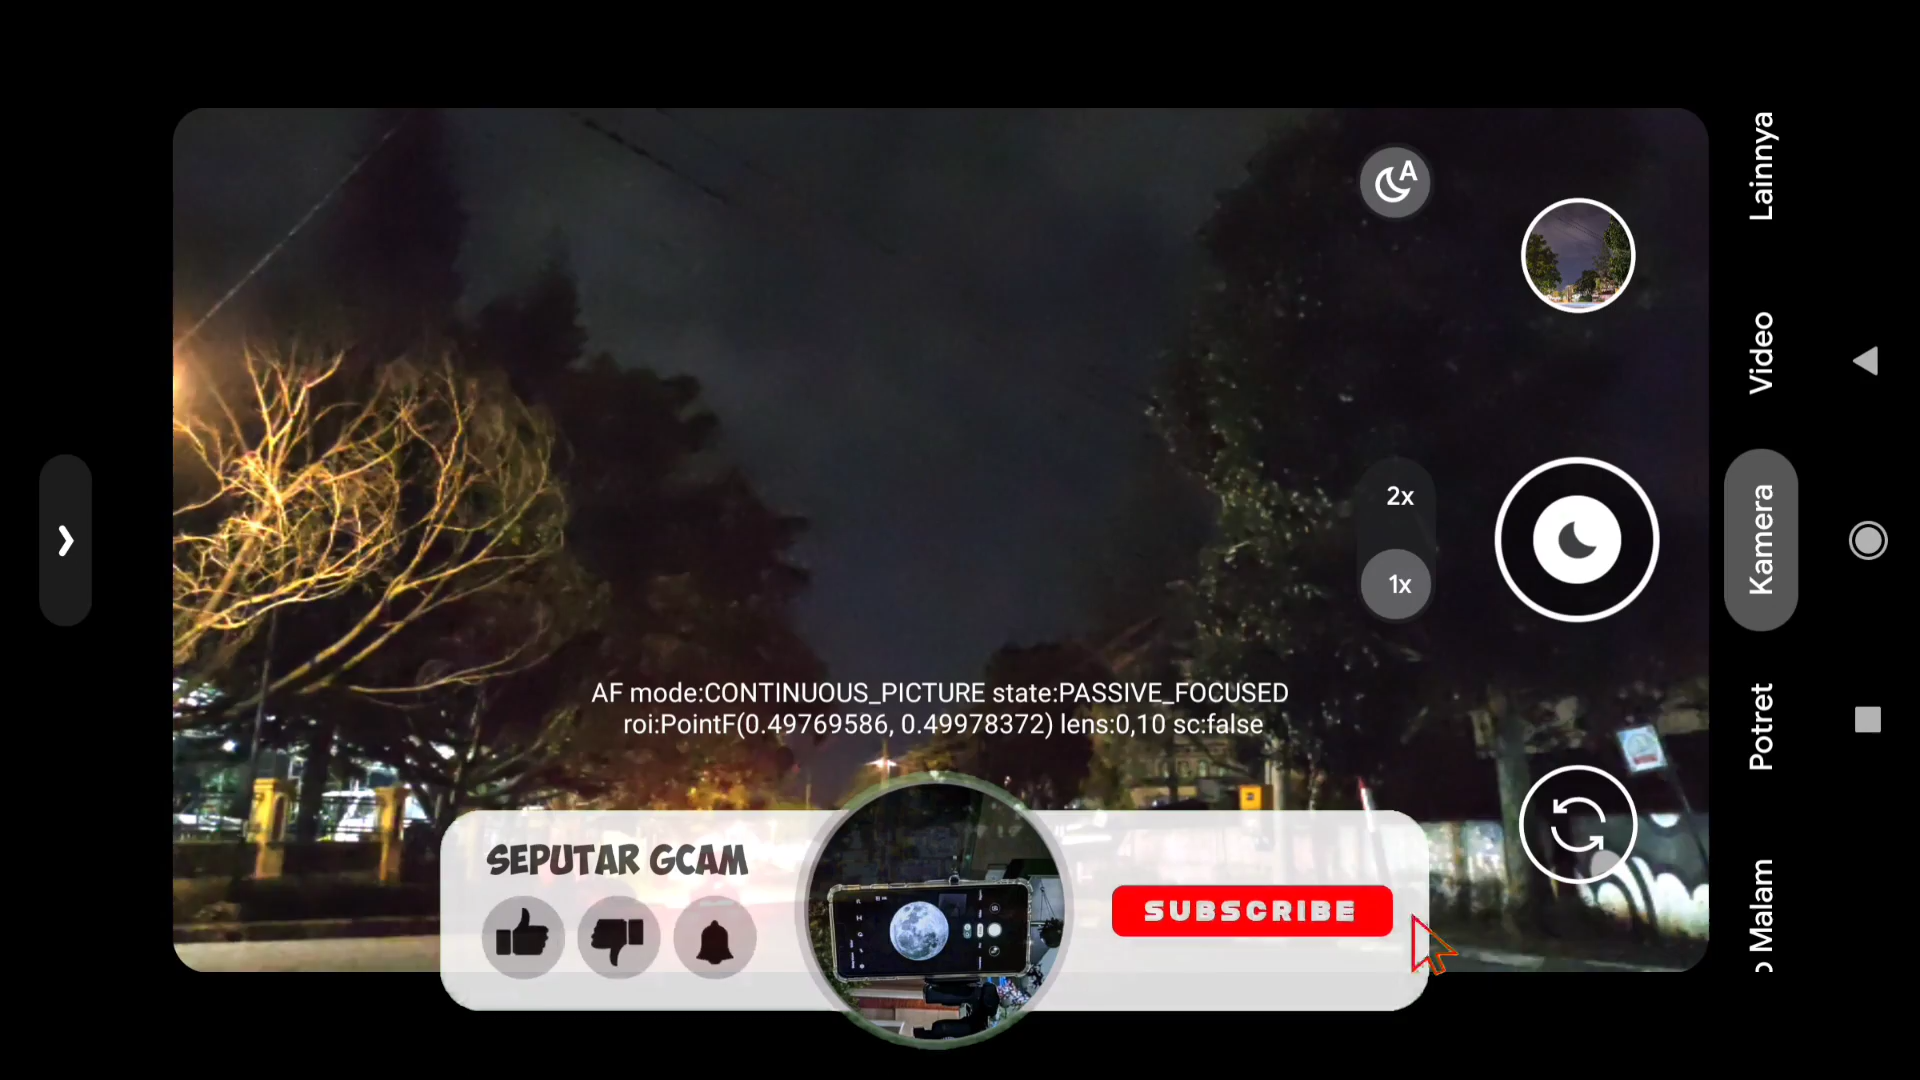 A
2x
1x
Lainnya
Video
Kamera
Potret
o Malam
AF mode:CONTINUOUS_PICTURE state:PASSIVE_FOCUSED
roi:PointF(0.49769586, 0.49978372) lens:0,10 sc:false
SEPUTAR GCAM
SUBSCRIBE